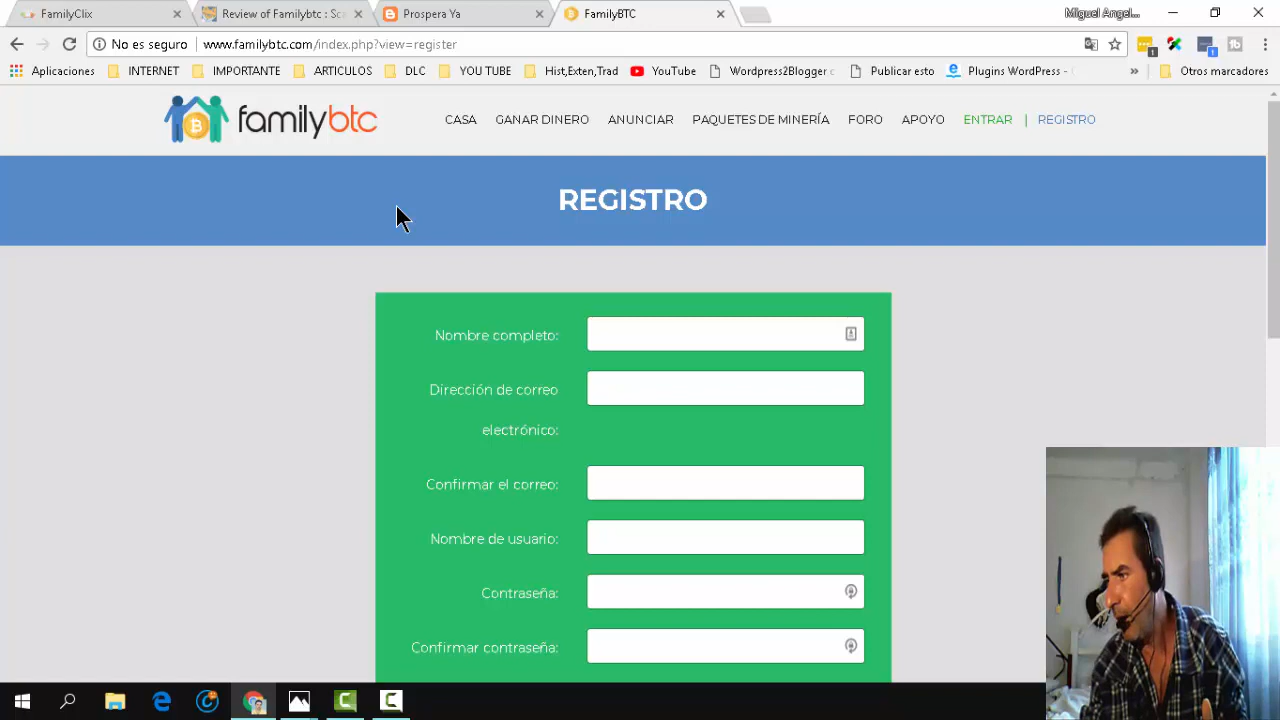 FamilyClix
Review of Familybtc : Sca
Prospera Ya
FamilyBTC
Miguel Angel...
No es seguro
www.familybtc.com/index.php?view=register
Aplicaciones
INTERNET
IMPORTANTE
ARTICULOS
DLC
YOU TUBE
Hist,Exten,Trad
YouTube
Wordpress2Blogger c
Publicar esto
Plugins WordPress -
»
Otros marcadores
familybtc
CASA
GANAR DINERO
ANUNCIAR
PAQUETES DE MINERÍA
FORO
APOYO
ENTRAR
|
REGISTRO
REGISTRO
Nombre completo:
Dirección de correo
electrónico:
Confirmar el correo:
Nombre de usuario:
Contraseña:
Confirmar contraseña: